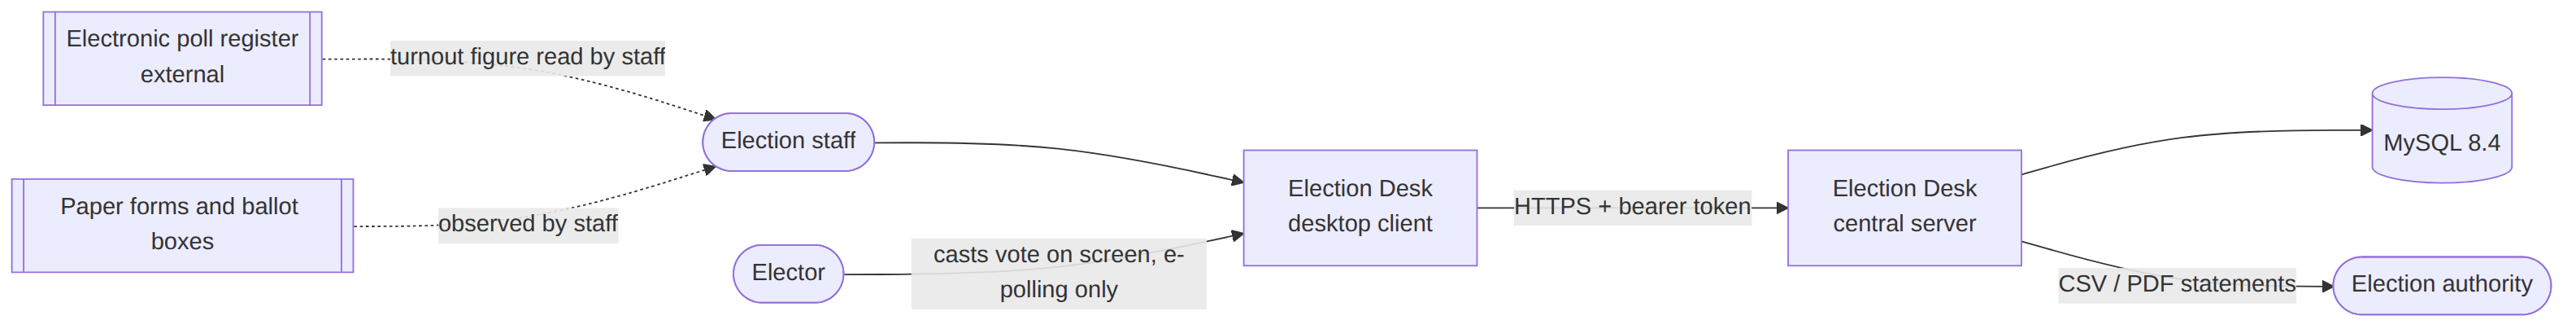 Electronic poll register
external
turnout figure read by staff
Paper forms and ballot
boxes
observed by staff
Election staff
Elector
casts vote on screen, e-
polling only
Election Desk
desktop client
HTTPS + bearer token
Election Desk
central server
MySQL 8.4
CSV / PDF statements
Election authority